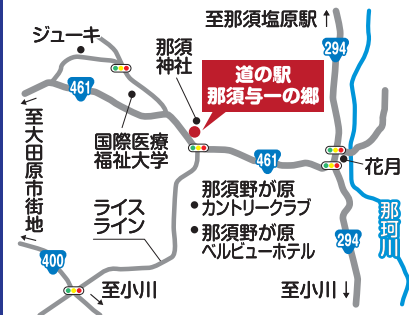 至那須塩原駅↑
ジューキ
那須
神社
294
道の駅
那須与一の郷
461
国際医療
福祉大学
至大田原市街地
461
花月
那須野が原
カントリークラブ
那須野が原
ベルビューホテル
那珂川
ライス
ライン
294
400
至小川
至小川↓